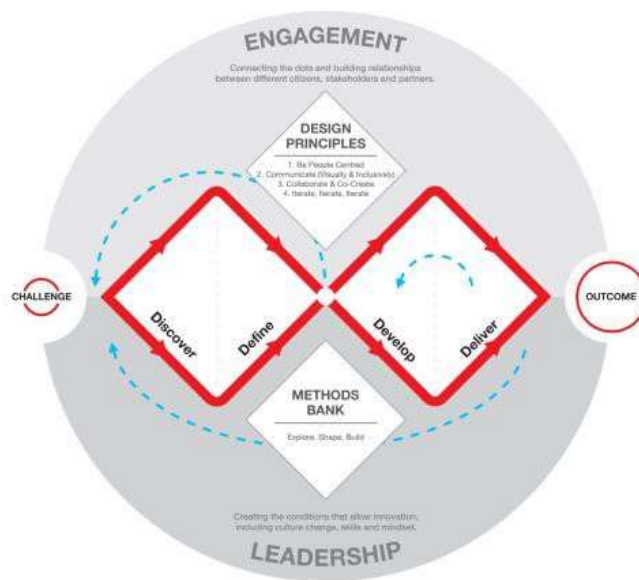 ENGAGEMENT
Connecting the dots and building relationships
between different citizens, stakeholders and partners.
DESIGN
PRINCIPLES
1. Be People Centred
2. Communicate (Visually & Inclusively)
3. Collaborate & Co-Create
4. Iterate, Iterate, Iterate
CHALLENGE
OUTCOME
Discover
Define
Develop
Deliver
METHODS
BANK
Explore, Shape, Build
Creating the conditions that allow innovation,
including culture change, skills and mindset.
LEADERSHIP